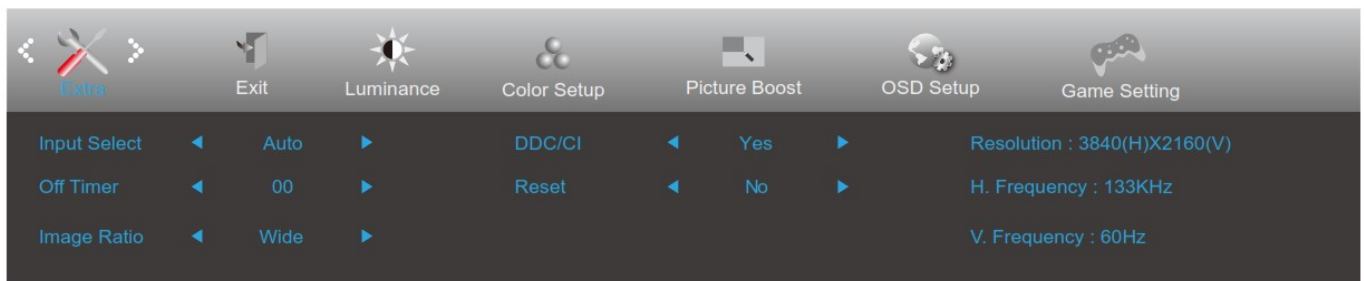 Extra Exit Luminance Color Setup Picture Boost OSD Setup Game Setting
Input Select Auto DDC/CI Yes Resolution : 3840(H)X2160(V)
Off Timer 00 Reset No H. Frequency : 133KHz
Image Ratio Wide V. Frequency : 60Hz